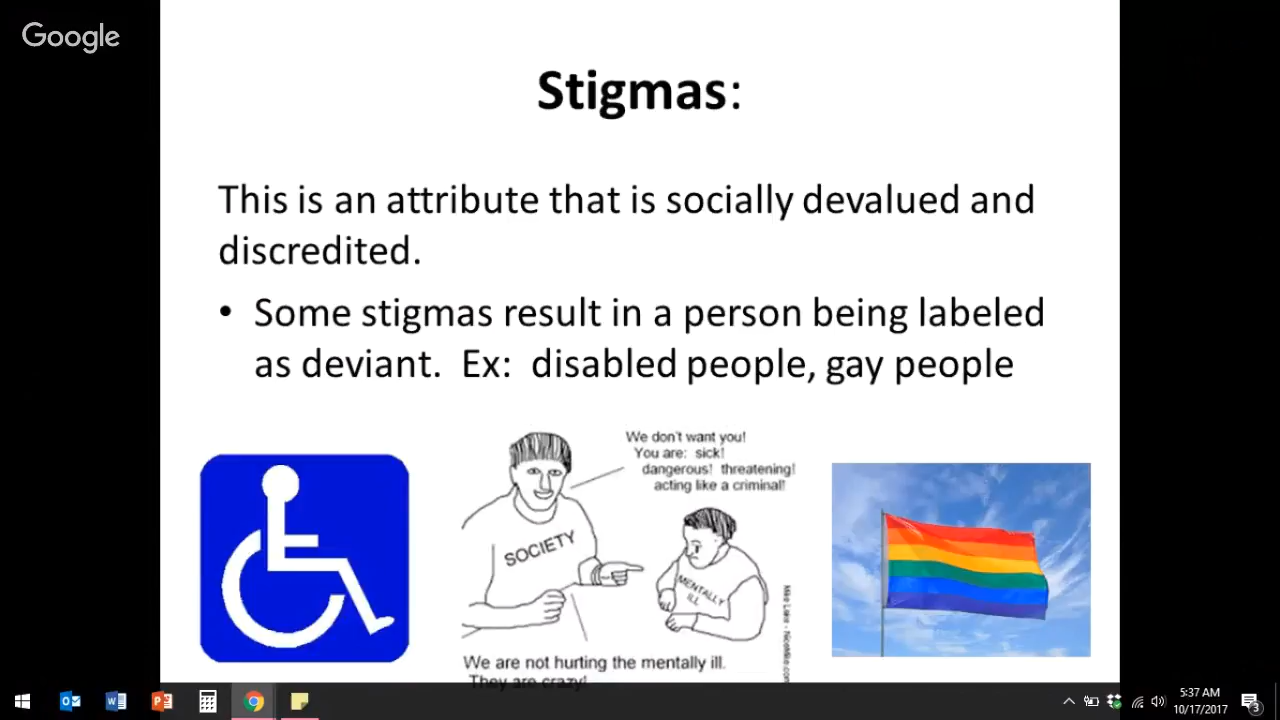 Google
Stigmas:
This is an attribute that is socially devalued and
discredited.
• Some stigmas result in a person being labeled
as deviant.  Ex:  disabled people, gay people
We don't want you!
You are:  sick!
dangerous!  threatening!
acting like a criminal!
SOCIETY
MENTALLY
ILL
We are not hurting the mentally ill.
They are crazy!
5:37 AM
10/17/2017
3